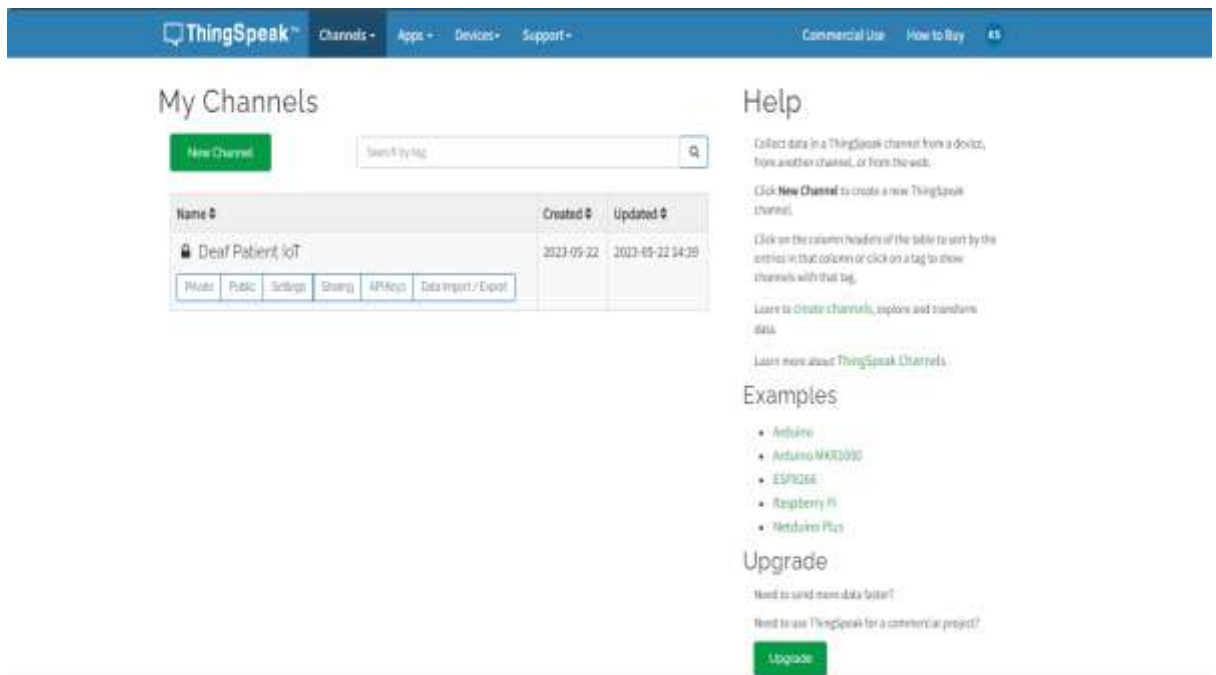 ThingSpeak™ Channels Apps Devices Support Commercial Use How to Buy KS
My Channels
New Channel
Search by tag
Name Created Updated
Deaf Patient IoT 2023-05-22 2023-05-22 14:39
Private Public Settings Sharing API Keys Data Import / Export
Help
Collect data in a ThingSpeak channel from a device,
from another channel, or from the web.
Click New Channel to create a new ThingSpeak
channel.
Click on the column headers of the table to sort by the
entries in that column or click on a tag to show
channels with that tag.
Learn to create channels, explore and transform
data.
Learn more about ThingSpeak Channels.
Examples
Arduino
Arduino MKR1000
ESP8266
Raspberry Pi
Netduino Plus
Upgrade
Need to send more data faster?
Need to use ThingSpeak for a commercial project?
Upgrade